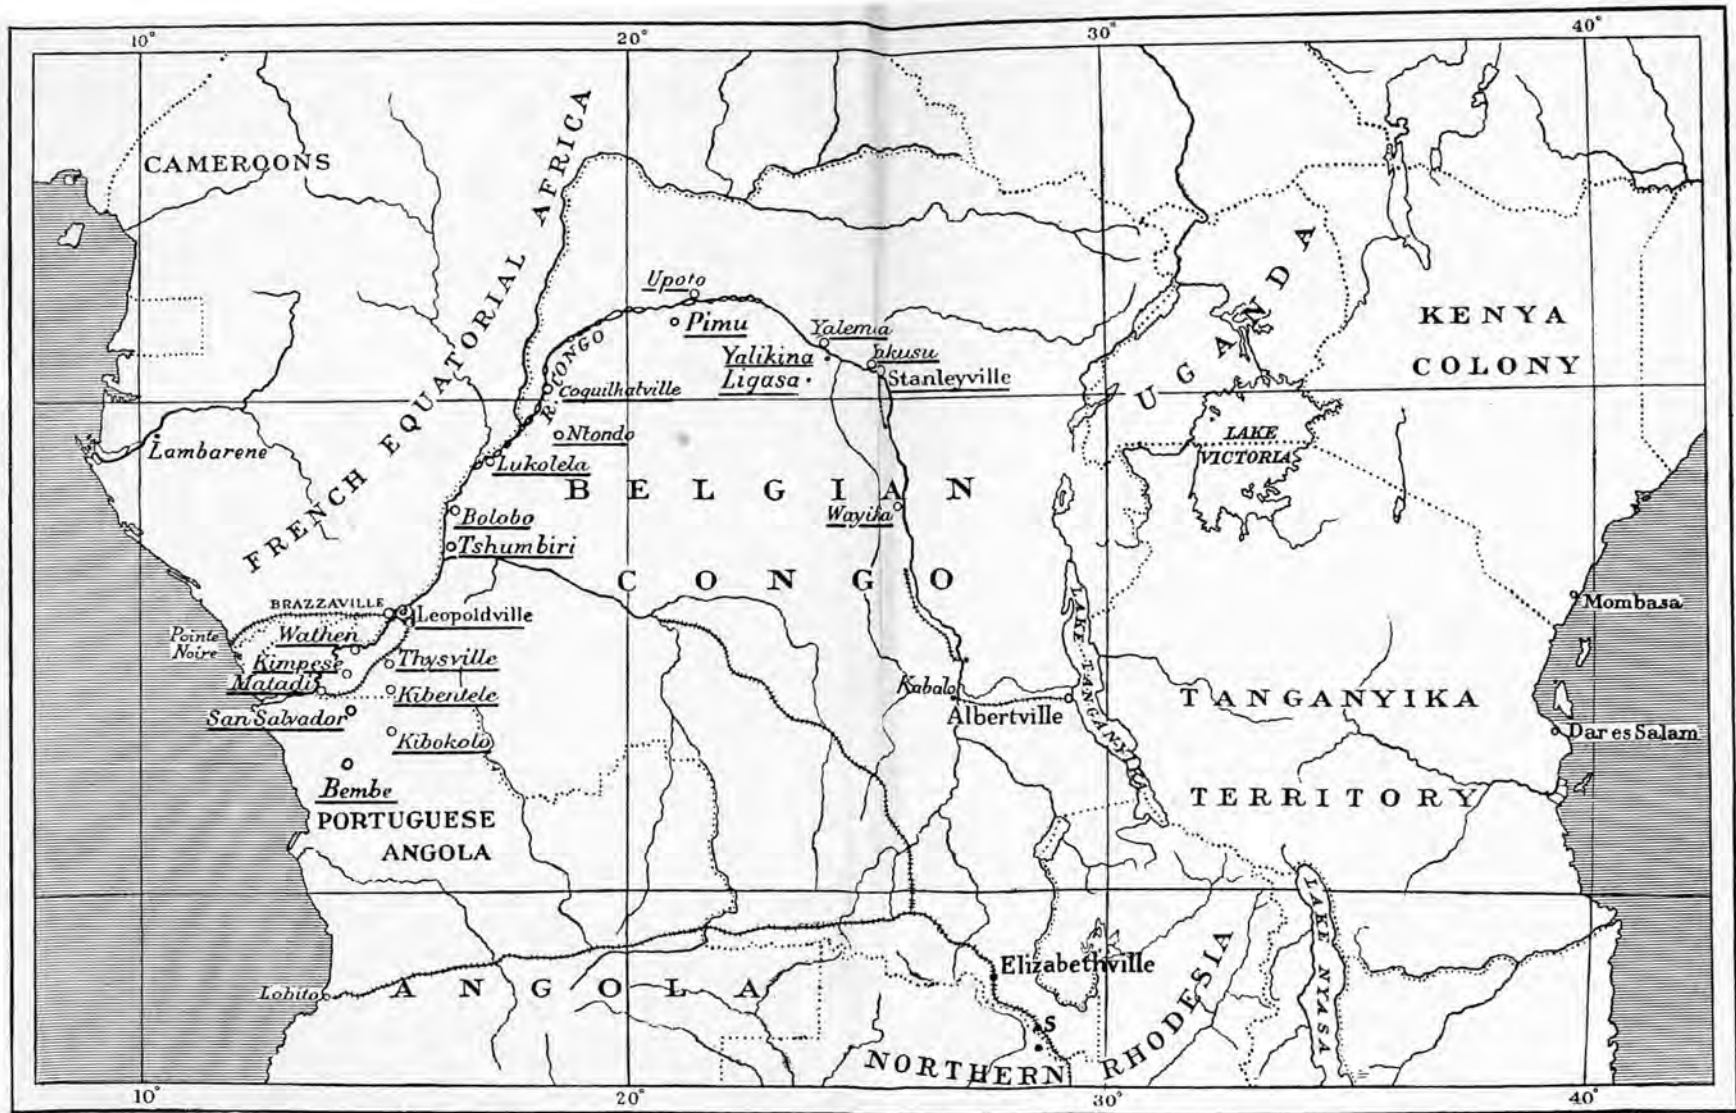 10°
20°
30°
40°
CAMEROONS
FRENCH EQUATORIAL AFRICA
UGANDA
KENYA
COLONY
Upoto
Pimu
Yalemba
Yalikina
Ligasa
Yakusu
Stanleyville
R. CONGO
Coquilhatville
Ntondo
Lukolela
Lambarene
LAKE
VICTORIA
BELGIAN
CONGO
Wayika
Bolobo
Tshumbiri
BRAZZAVILLE
Leopoldville
Pointe
Noire
Wathen
Kimpese
Matadi
Thysville
Kibentele
San Salvador
Kibokolo
Bembe
PORTUGUESE
ANGOLA
Kabalo
Albertville
LAKE TANGANYIKA
TANGANYIKA
TERRITORY
Mombasa
Dar es Salam
Elizabethville
S
Lobito
ANGOLA
NORTHERN RHODESIA
LAKE NYASA
10°
20°
30°
40°